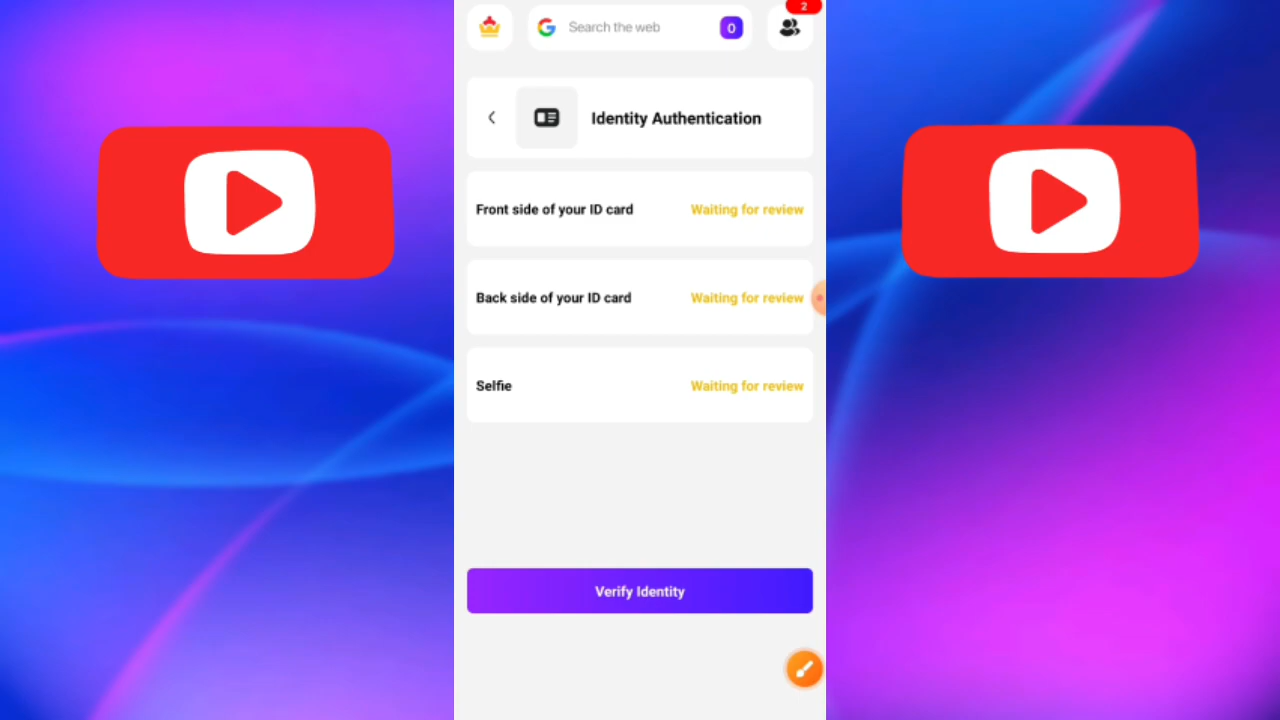 2
Search the web
0
Identity Authentication
Front side of your ID card Waiting for review
Back side of your ID card Waiting for review
Selfie Waiting for review
Verify Identity